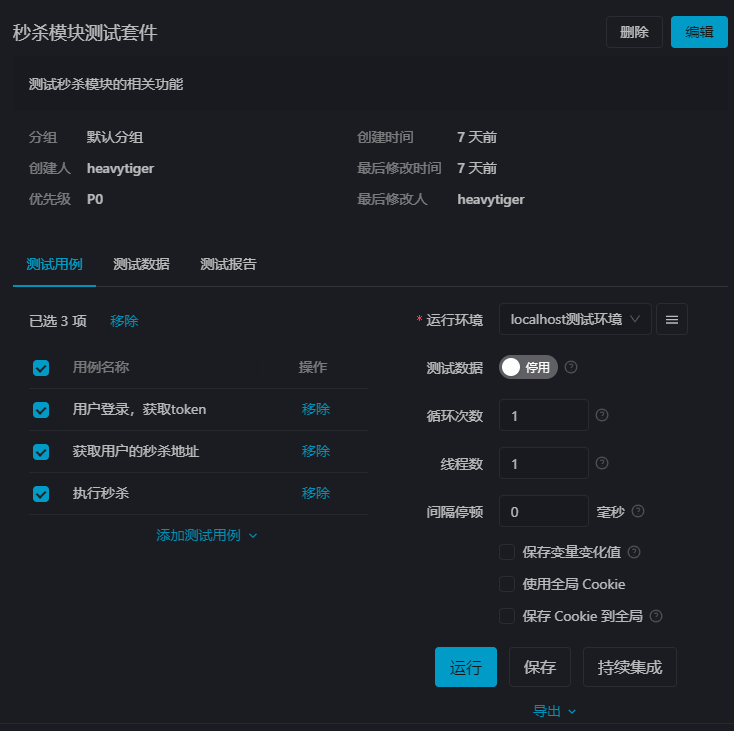 秒杀模块测试套件 删除 编辑
测试秒杀模块的相关功能
分组 默认分组 创建时间 7 天前
创建人 heavytiger 最后修改时间 7 天前
优先级 P0 最后修改人 heavytiger
测试用例 测试数据 测试报告
已选 3 项 移除
用例名称 操作
用户登录，获取token 移除
获取用户的秒杀地址 移除
执行秒杀 移除
添加测试用例
* 运行环境 localhost测试环境
测试数据 停用
循环次数 1
线程数 1
间隔停顿 0 毫秒
保存变量变化值
使用全局 Cookie
保存 Cookie 到全局
运行 保存 持续集成
导出